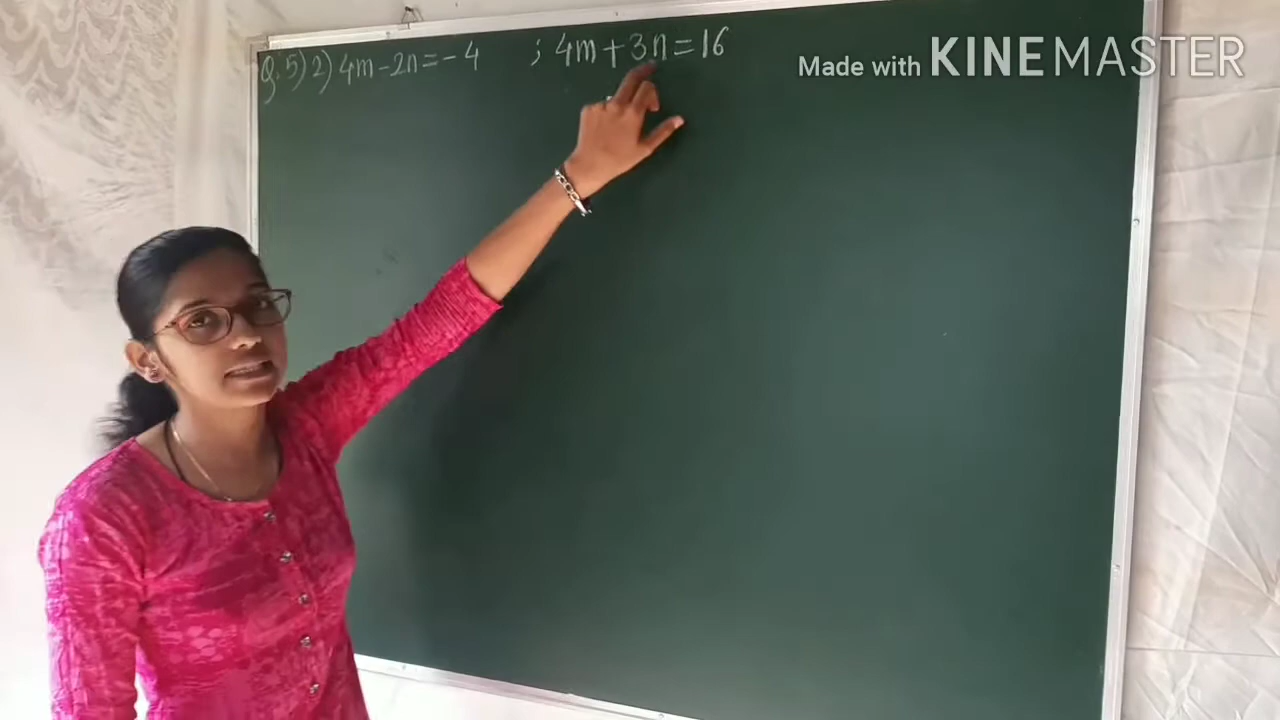 Q.5) 2) 4m - 2n = - 4 ; 4m + 3n = 16
Made with KINEMASTER